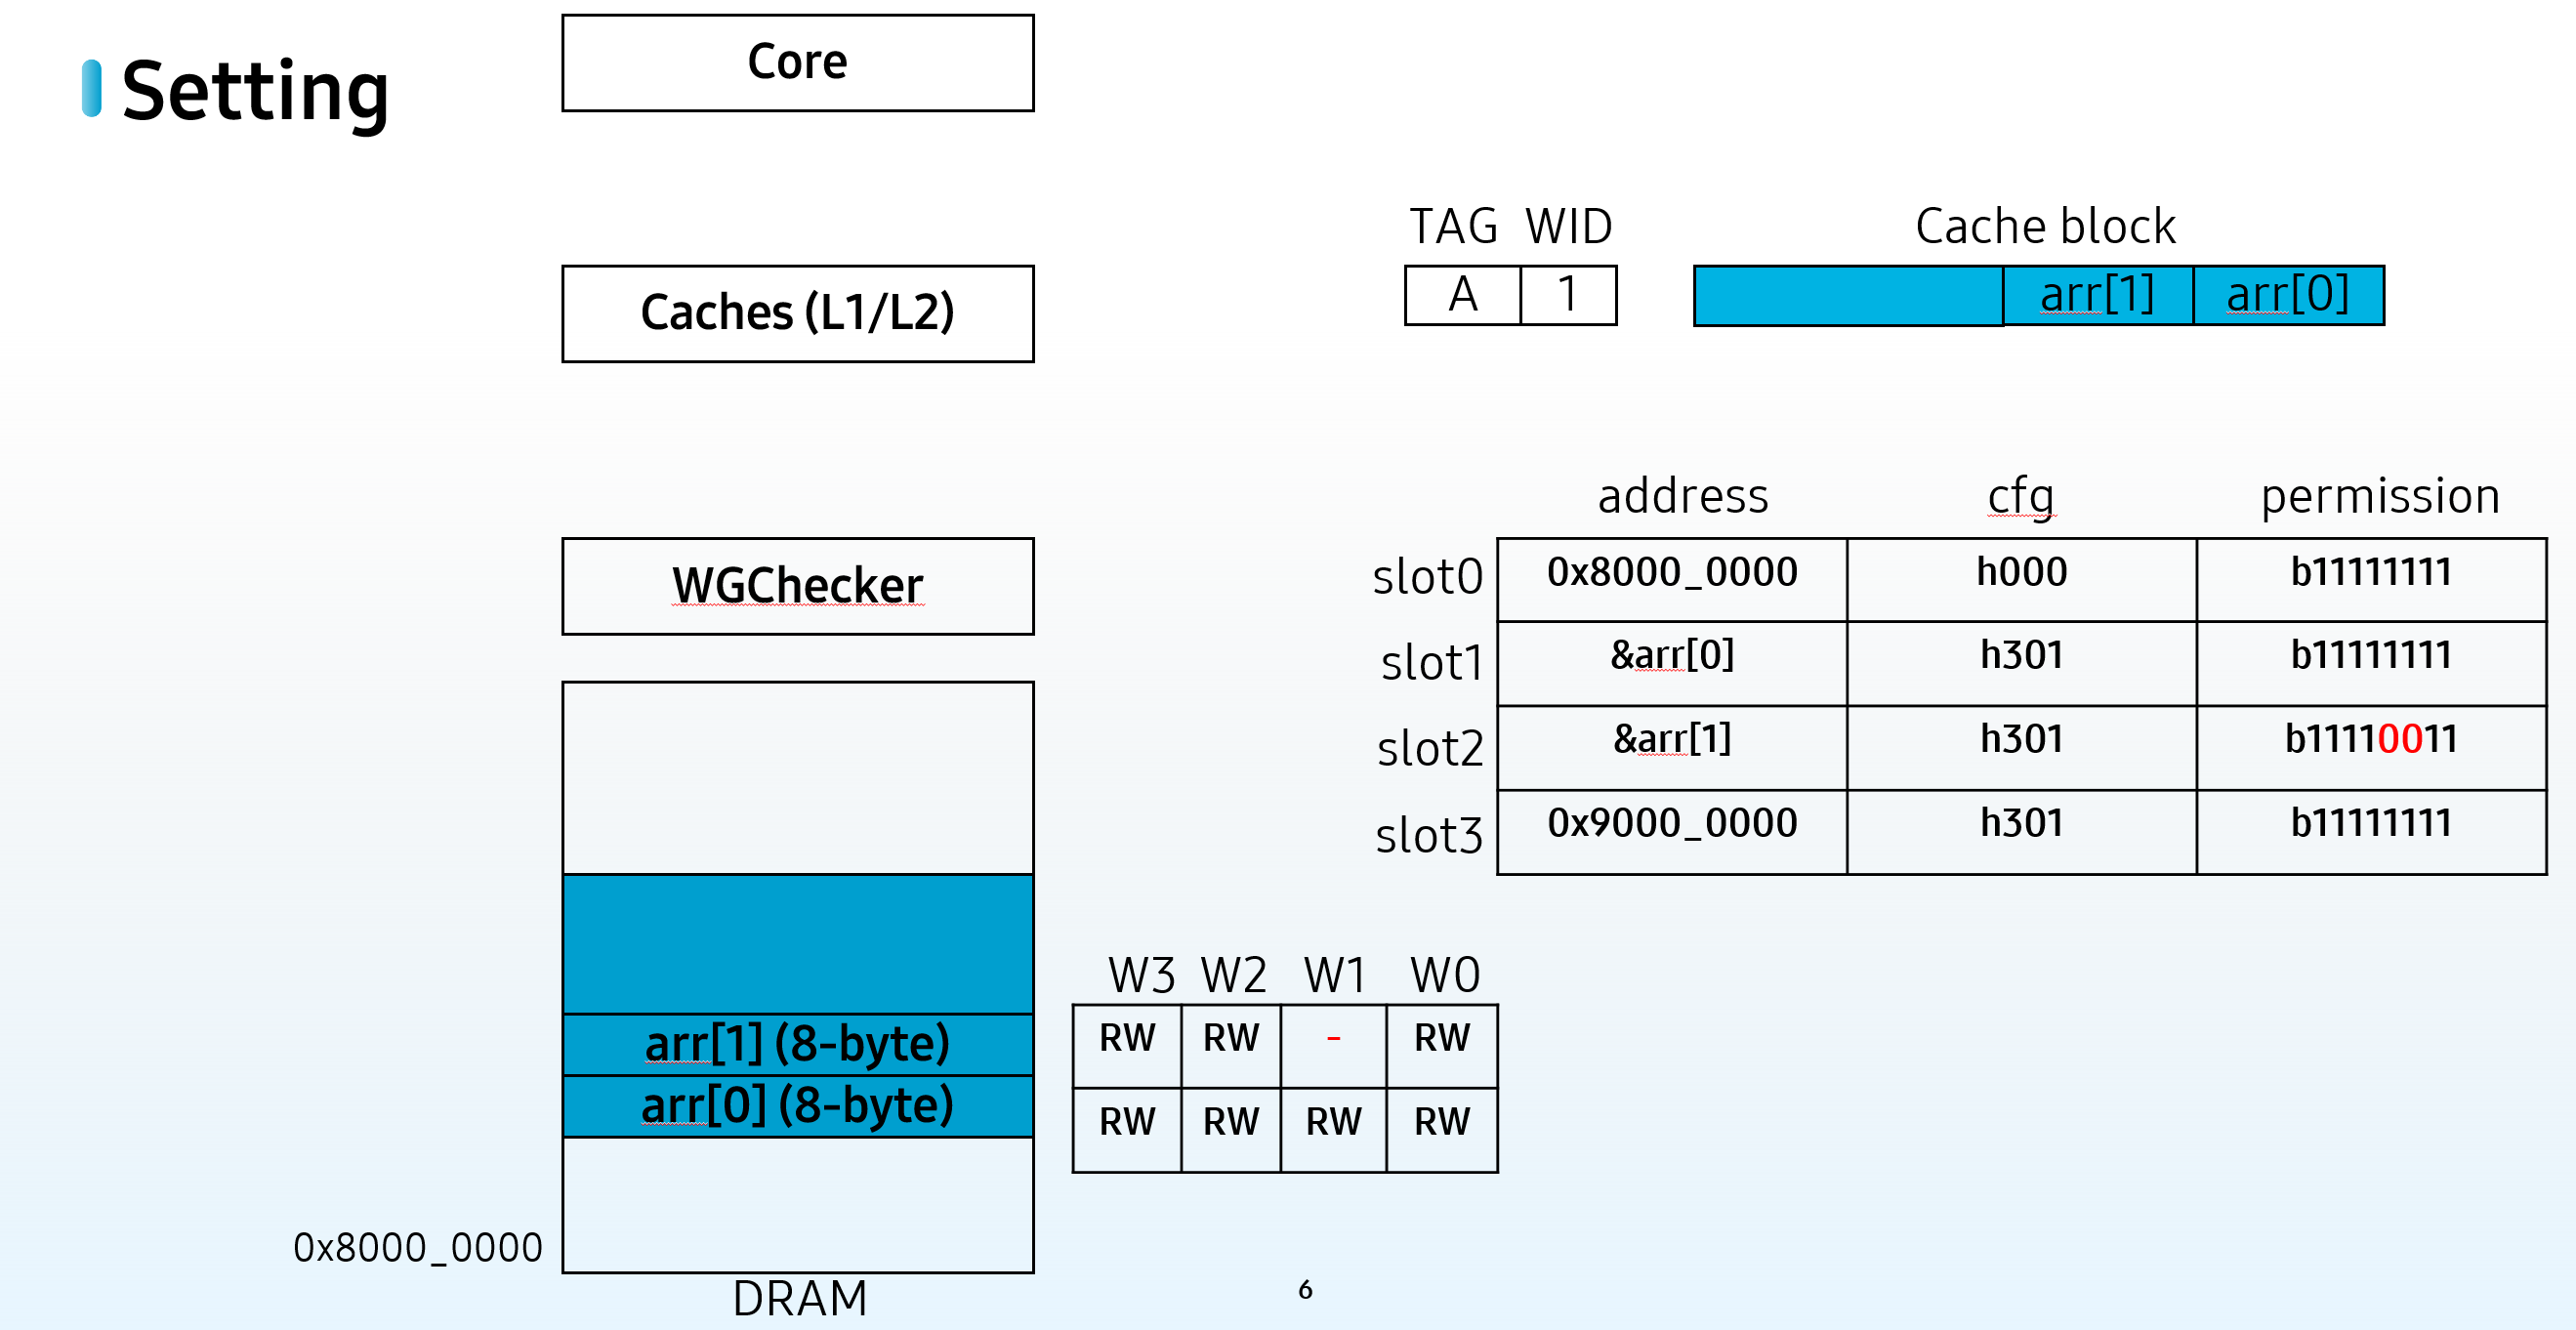 Setting
Core
Caches (L1/L2)
TAG WID Cache block
A 1 arr[1] arr[0]
WGChecker
address cfg permission
slot0 0x8000_0000 h000 b11111111
slot1 &arr[0] h301 b11111111
slot2 &arr[1] h301 b11110011
slot3 0x9000_0000 h301 b11111111
W3 W2 W1 W0
arr[1] (8-byte) RW RW - RW
arr[0] (8-byte) RW RW RW RW
0x8000_0000
DRAM
6